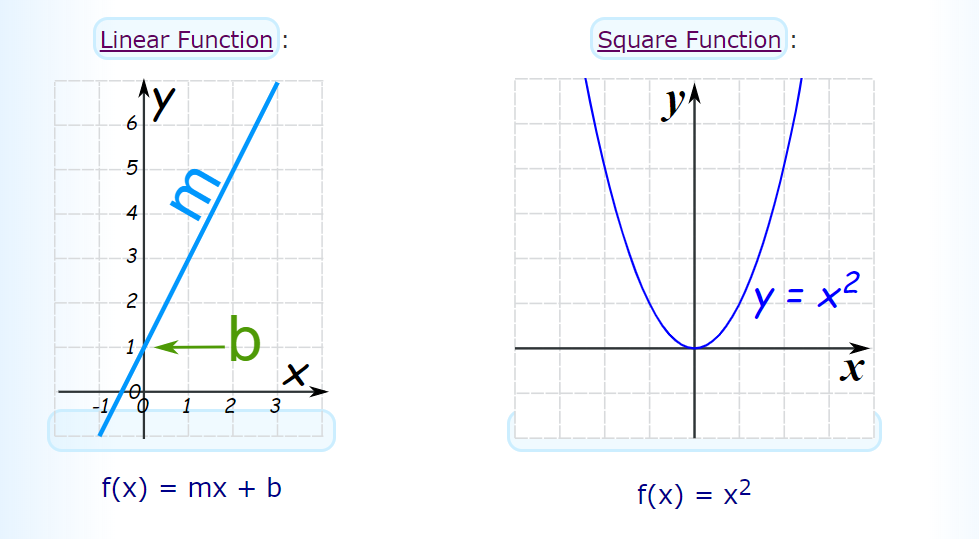 Linear Function :
y
6
5
4
3
2
1
0
-1 0 1 2 3
m
b
x
f(x) = mx + b
Square Function :
y
y = x²
x
f(x) = x²